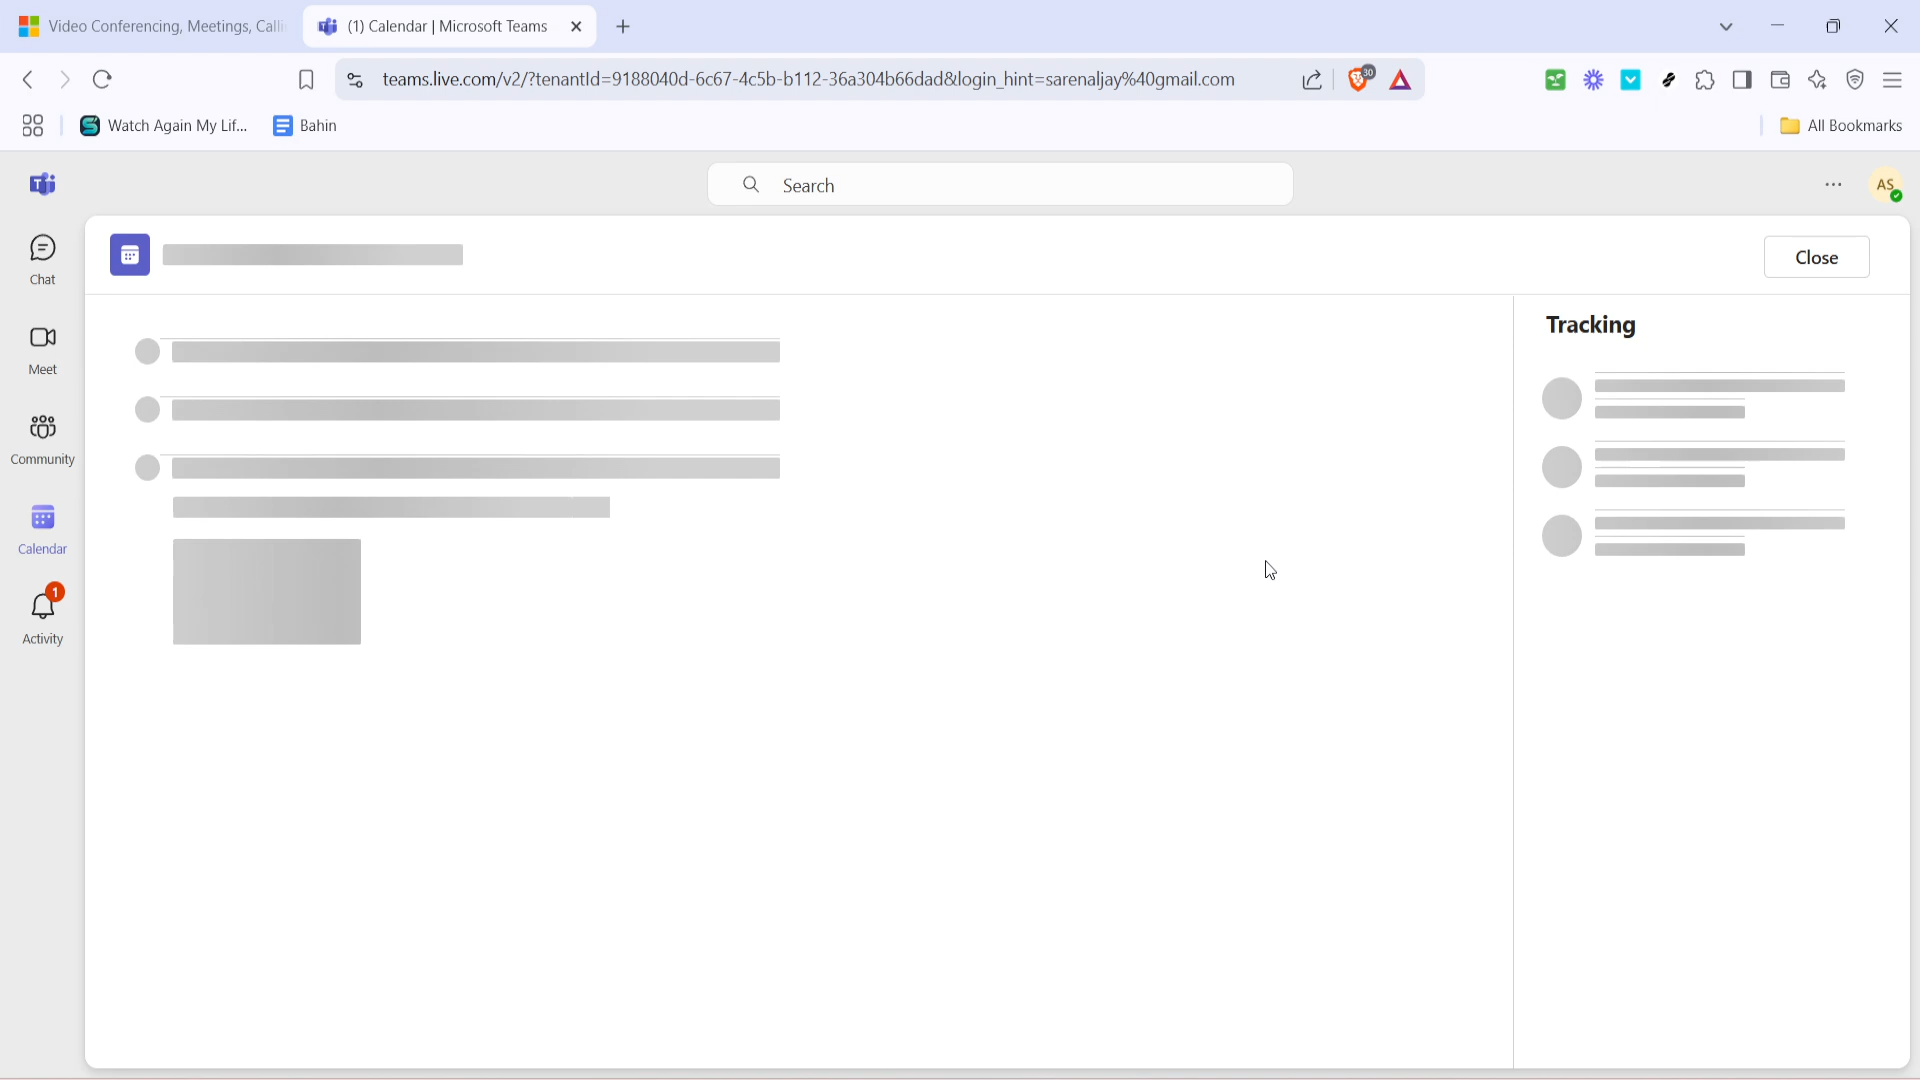 Video Conferencing, Meetings, Calli
(1) Calendar | Microsoft Teams
teams.live.com/v2/?tenantId=9188040d-6c67-4c5b-b112-36a304b66dad&login_hint=sarenaljay%40gmail.com
30
Watch Again My Lif...
Bahin
All Bookmarks
Search
AS
Chat
Close
Meet
Tracking
Community
Calendar
1
Activity